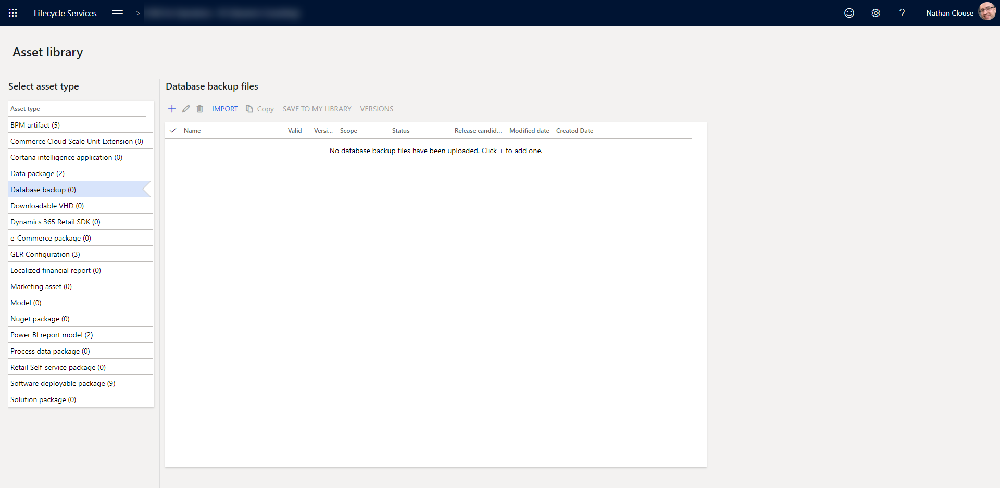 Lifecycle Services
>
Nathan Clouse
Asset library
Select asset type
Asset type
BPM artifact (5)
Commerce Cloud Scale Unit Extension (0)
Cortana intelligence application (0)
Data package (2)
Database backup (0)
Downloadable VHD (0)
Dynamics 365 Retail SDK (0)
e-Commerce package (0)
GER Configuration (3)
Localized financial report (0)
Marketing asset (0)
Model (0)
Nuget package (0)
Power BI report model (2)
Process data package (0)
Retail Self-service package (0)
Software deployable package (9)
Solution package (0)
Database backup files
IMPORT Copy SAVE TO MY LIBRARY VERSIONS
Name Valid Versi... Scope Status Release candid... Modified date Created Date
No database backup files have been uploaded. Click + to add one.